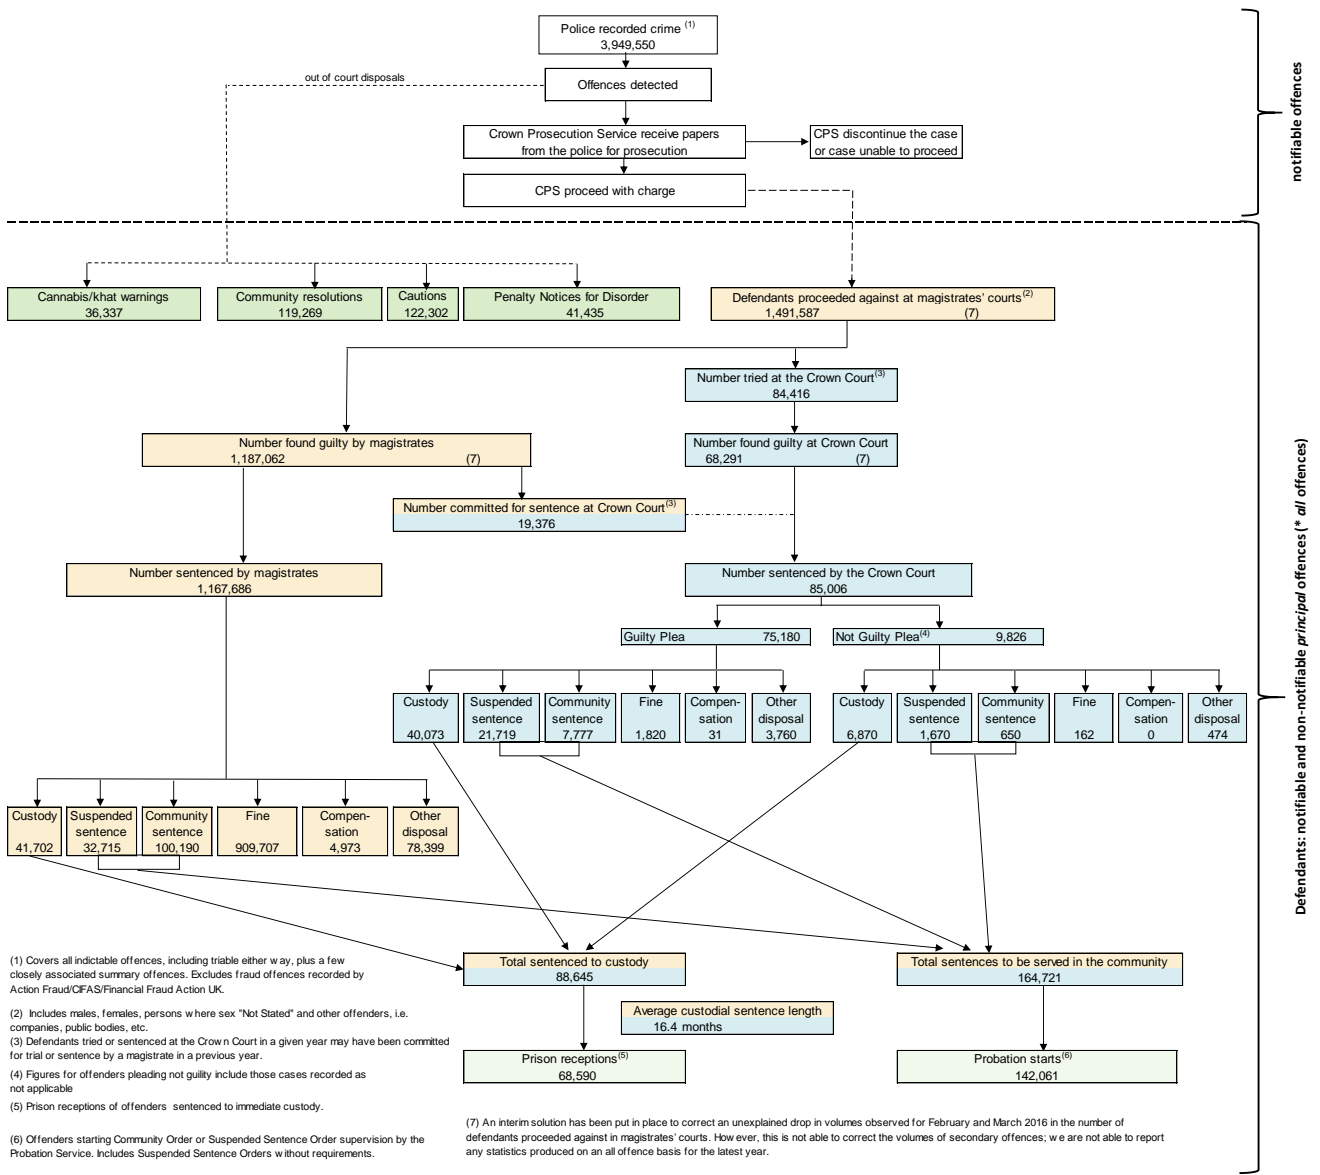 Police recorded crime (1)
3,949,550
out of court disposals
Offences detected
Crown Prosecution Service receive papers
from the police for prosecution
CPS discontinue the case
or case unable to proceed
CPS proceed with charge
notifiable offences
Cannabis/khat warnings
36,337
Community resolutions
119,269
Cautions
122,302
Penalty Notices for Disorder
41,435
Defendants proceeded against at magistrates' courts(2)
1,491,587 (7)
Number tried at the Crown Court(3)
84,416
Number found guilty by magistrates
1,187,062 (7)
Number found guilty at Crown Court
68,291 (7)
Number committed for sentence at Crown Court(3)
19,376
Number sentenced by magistrates
1,167,686
Number sentenced by the Crown Court
85,006
Guilty Plea 75,180
Not Guilty Plea(4) 9,826
Custody
40,073
Suspended
sentence
21,719
Community
sentence
7,777
Fine
1,820
Compen-
sation
31
Other
disposal
3,760
Custody
6,870
Suspended
sentence
1,670
Community
sentence
650
Fine
162
Compen-
sation
0
Other
disposal
474
Custody
41,702
Suspended
sentence
32,715
Community
sentence
100,190
Fine
909,707
Compen-
sation
4,973
Other
disposal
78,399
Defendants: notifiable and non-notifiable principal offences (* all offences)
Total sentenced to custody
88,645
Total sentences to be served in the community
164,721
Average custodial sentence length
16.4 months
Prison receptions(5)
68,590
Probation starts(6)
142,061
(1) Covers all indictable offences, including triable either way, plus a few
closely associated summary offences. Excludes fraud offences recorded by
Action Fraud/CIFAS/Financial Fraud Action UK.
(2) Includes males, females, persons where sex "Not Stated" and other offenders, i.e.
companies, public bodies, etc.
(3) Defendants tried or sentenced at the Crown Court in a given year may have been committed
for trial or sentence by a magistrate in a previous year.
(4) Figures for offenders pleading not guility include those cases recorded as
not applicable
(5) Prison receptions of offenders sentenced to immediate custody.
(6) Offenders starting Community Order or Suspended Sentence Order supervision by the
Probation Service. Includes Suspended Sentence Orders without requirements.
(7) An interim solution has been put in place to correct an unexplained drop in volumes observed for February and March 2016 in the number of
defendants proceeded against in magistrates' courts. However, this is not able to correct the volumes of secondary offences; we are not able to report
any statistics produced on an all offence basis for the latest year.